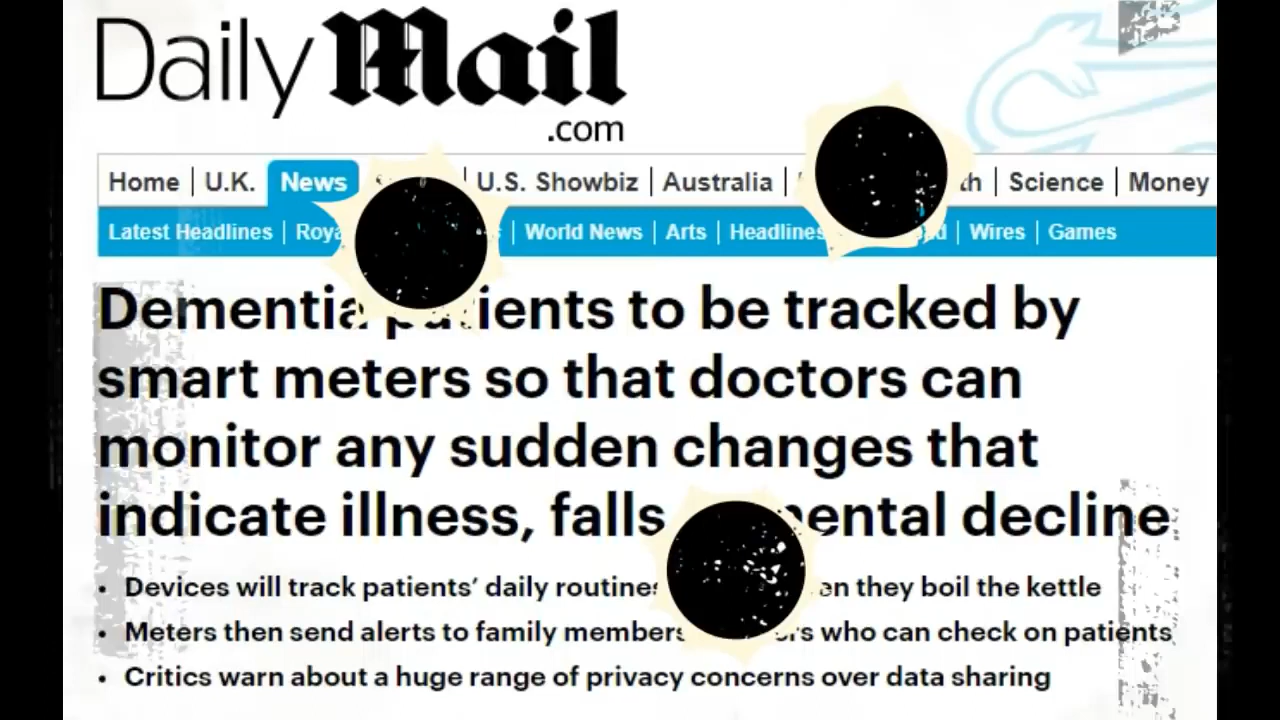 Daily Mail
.com
Home U.K. News U.S. Showbiz Australia Science Money
Latest Headlines World News Arts Headlines Wires Games
Dementia to be tracked by
smart meters so that doctors can
monitor any sudden changes that
indicate illness, falls mental decline
• Devices will track patients’ daily routines they boil the kettle
• Meters then send alerts to family members who can check on patients
• Critics warn about a huge range of privacy concerns over data sharing